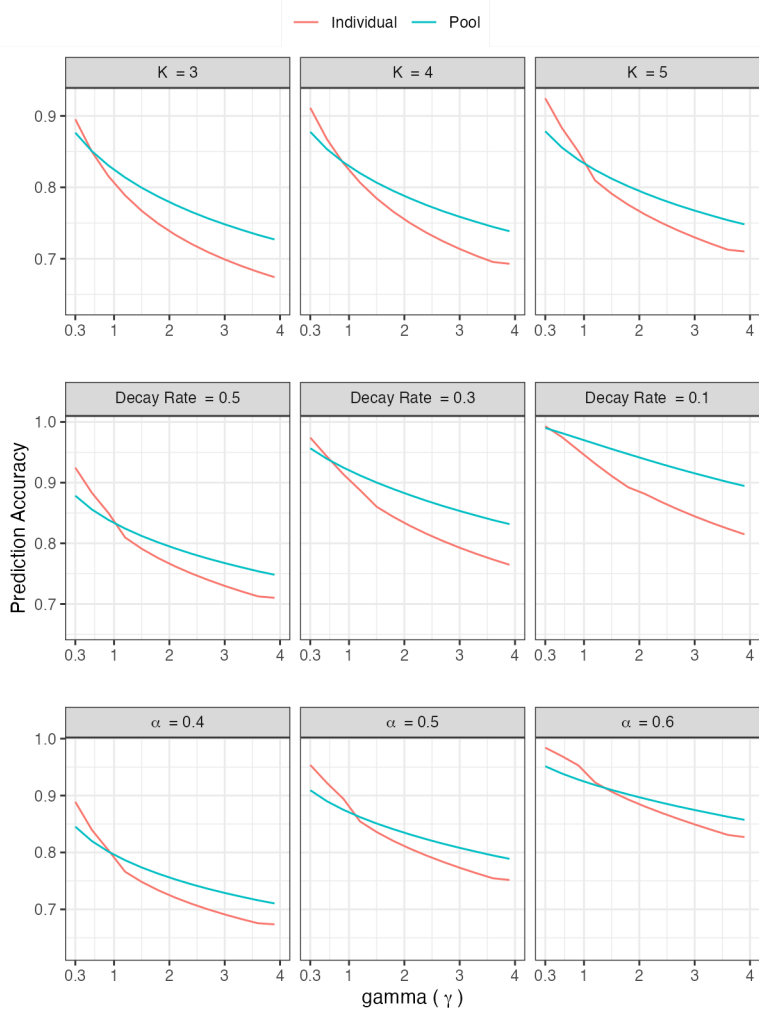 Individual Pool
K = 3 K = 4 K = 5
0.9
0.8
0.7
0.3 1 2 3 4 0.3 1 2 3 4 0.3 1 2 3 4
Decay Rate = 0.5 Decay Rate = 0.3 Decay Rate = 0.1
Prediction Accuracy
1.0
0.9
0.8
0.7
0.3 1 2 3 4 0.3 1 2 3 4 0.3 1 2 3 4
α = 0.4 α = 0.5 α = 0.6
1.0
0.9
0.8
0.7
0.3 1 2 3 4 0.3 1 2 3 4 0.3 1 2 3 4
gamma ( γ )